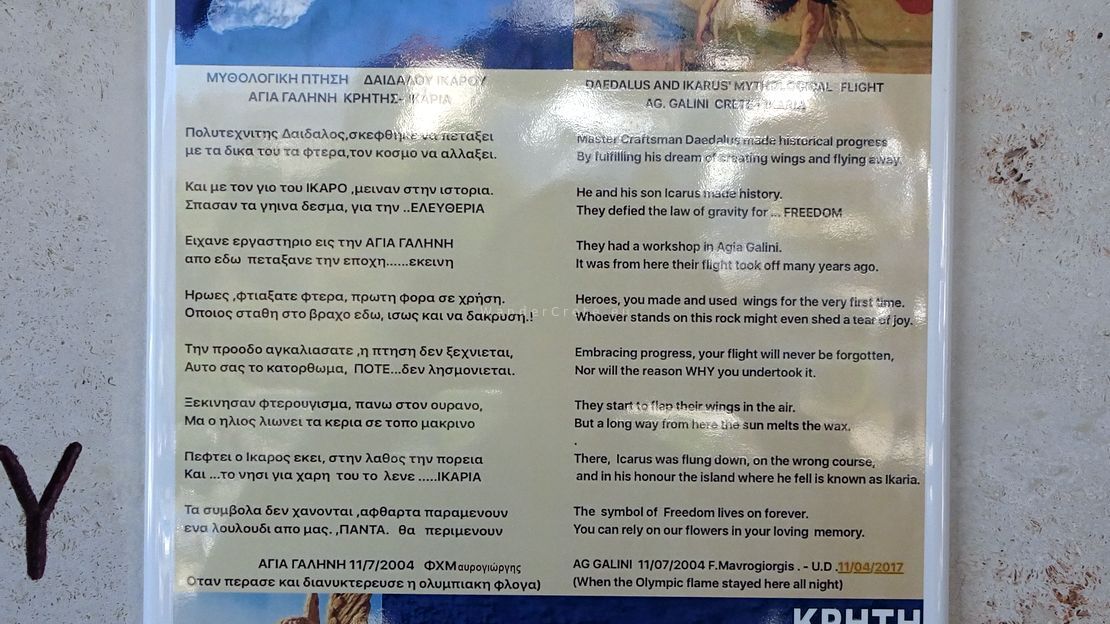 ΜΥΘΟΛΟΓΙΚΗ ΠΤΗΣΗ ΔΑΙΔΑΛΟΥ ΙΚΑΡΟΥ
ΑΓΙΑ ΓΑΛΗΝΗ ΚΡΗΤΗΣ- ΙΚΑΡΙΑ
Πολυτεχνιτης Δαιδαλος,σκεφθηκε να πεταξει
με τα δικα του τα φτερα,τον κοσμο να αλλαξει.
Και με τον γιο του ΙΚΑΡΟ ,μειναν στην ιστορια.
Σπασαν τα γηινα δεσμα, για την ..ΕΛΕΥΘΕΡΙΑ
Ειχανε εργαστηριο εις την ΑΓΙΑ ΓΑΛΗΝΗ
απο εδω πεταξανε την εποχη......εκεινη
Ηρωες ,φτιαξατε φτερα, πρωτη φορα σε χρήση.
Οποιος σταθη στο βραχο εδω, ισως και να δακρυση.!
Την προοδο αγκαλιασατε ,η πτηση δεν ξεχνιεται,
Αυτο σας το κατορθωμα, ΠΟΤΕ...δεν λησμονιεται.
Ξεκινησαν φτερουγισμα, πανω στον ουρανο,
Μα ο ηλιος λιωνει τα κερια σε τοπο μακρινο
Πεφτει ο Ικαρος εκει, στην λαθος την πορεια
Και ...το νησι για χαρη του το λενε .....ΙΚΑΡΙΑ
Τα συμβολα δεν χανονται ,αφθαρτα παραμενουν
ενα λουλουδι απο μας. ,ΠΑΝΤΑ. θα περιμενουν
ΑΓΙΑ ΓΑΛΗΝΗ 11/7/2004 ΦΧΜαυρογιώργης
Οταν περασε και διανυκτερευσε η ολυμπιακη φλογα)
DAEDALUS AND IKARUS' MYTHOLOGICAL FLIGHT
AG. GALINI CRETE - IKARIA
Master Craftsman Daedalus made historical progress
By fulfilling his dream of creating wings and flying away.
He and his son Icarus made history.
They defied the law of gravity for ... FREEDOM
They had a workshop in Agia Galini.
It was from here their flight took off many years ago.
Heroes, you made and used wings for the very first time.
Whoever stands on this rock might even shed a tear of joy.
Embracing progress, your flight will never be forgotten,
Nor will the reason WHY you undertook it.
They start to flap their wings in the air.
But a long way from here the sun melts the wax.
.
There, Icarus was flung down, on the wrong course,
and in his honour the island where he fell is known as Ikaria.
The symbol of Freedom lives on forever.
You can rely on our flowers in your loving memory.
AG GALINI 11/07/2004 F.Mavrogiorgis . - U.D .11/04/2017
(When the Olympic flame stayed here all night)
ΚΡΗΤΗ
Y
WanderCrete.eu